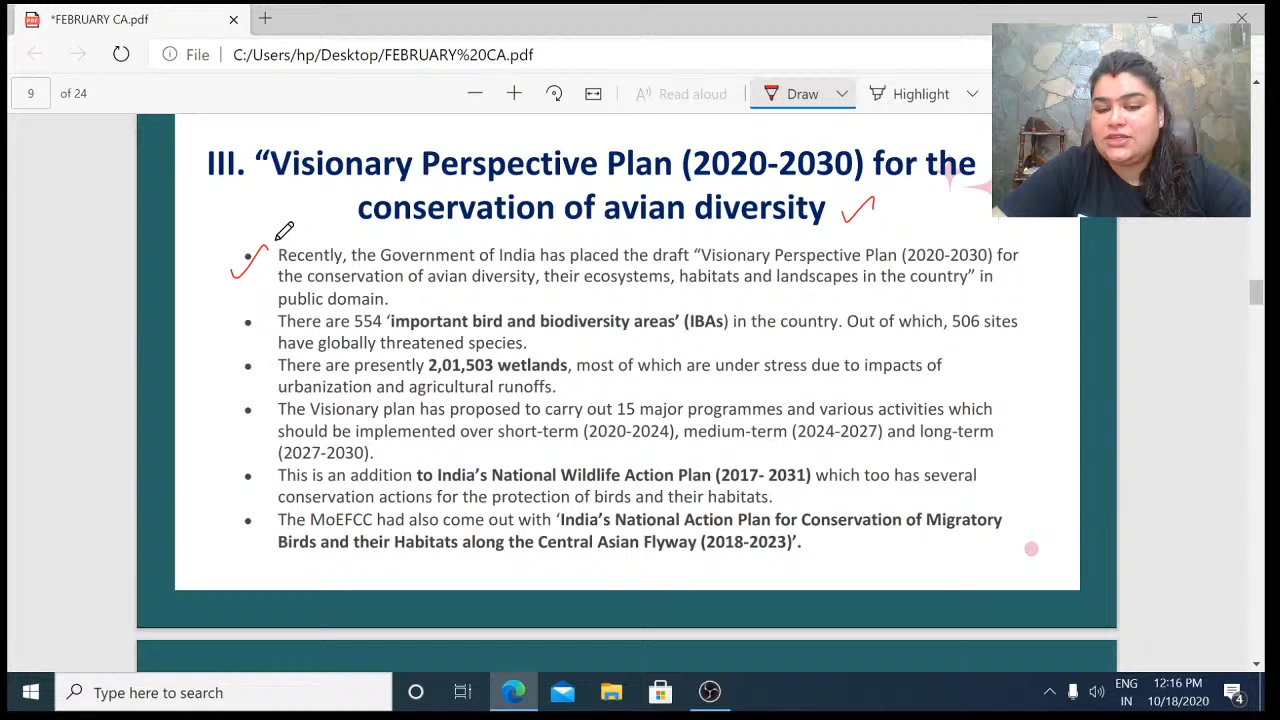 *FEBRUARY CA.pdf
File C:/Users/hp/Desktop/FEBRUARY%20CA.pdf
9 of 24 Read aloud Draw Highlight
III. “Visionary Perspective Plan (2020-2030) for the
conservation of avian diversity
• Recently, the Government of India has placed the draft “Visionary Perspective Plan (2020-2030) for
the conservation of avian diversity, their ecosystems, habitats and landscapes in the country” in
public domain.
• There are 554 ‘important bird and biodiversity areas’ (IBAs) in the country. Out of which, 506 sites
have globally threatened species.
• There are presently 2,01,503 wetlands, most of which are under stress due to impacts of
urbanization and agricultural runoffs.
• The Visionary plan has proposed to carry out 15 major programmes and various activities which
should be implemented over short-term (2020-2024), medium-term (2024-2027) and long-term
(2027-2030).
• This is an addition to India’s National Wildlife Action Plan (2017- 2031) which too has several
conservation actions for the protection of birds and their habitats.
• The MoEFCC had also come out with ‘India’s National Action Plan for Conservation of Migratory
Birds and their Habitats along the Central Asian Flyway (2018-2023)’.
Type here to search
ENG
IN
12:16 PM
10/18/2020
4